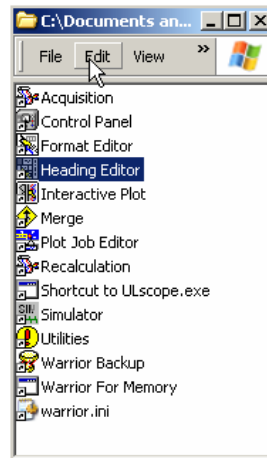 C:\Documents an...
File Edit View »
Acquisition
Control Panel
Format Editor
Heading Editor
Interactive Plot
Merge
Plot Job Editor
Recalculation
Shortcut to ULscope.exe
Simulator
Utilities
Warrior Backup
Warrior For Memory
warrior.ini